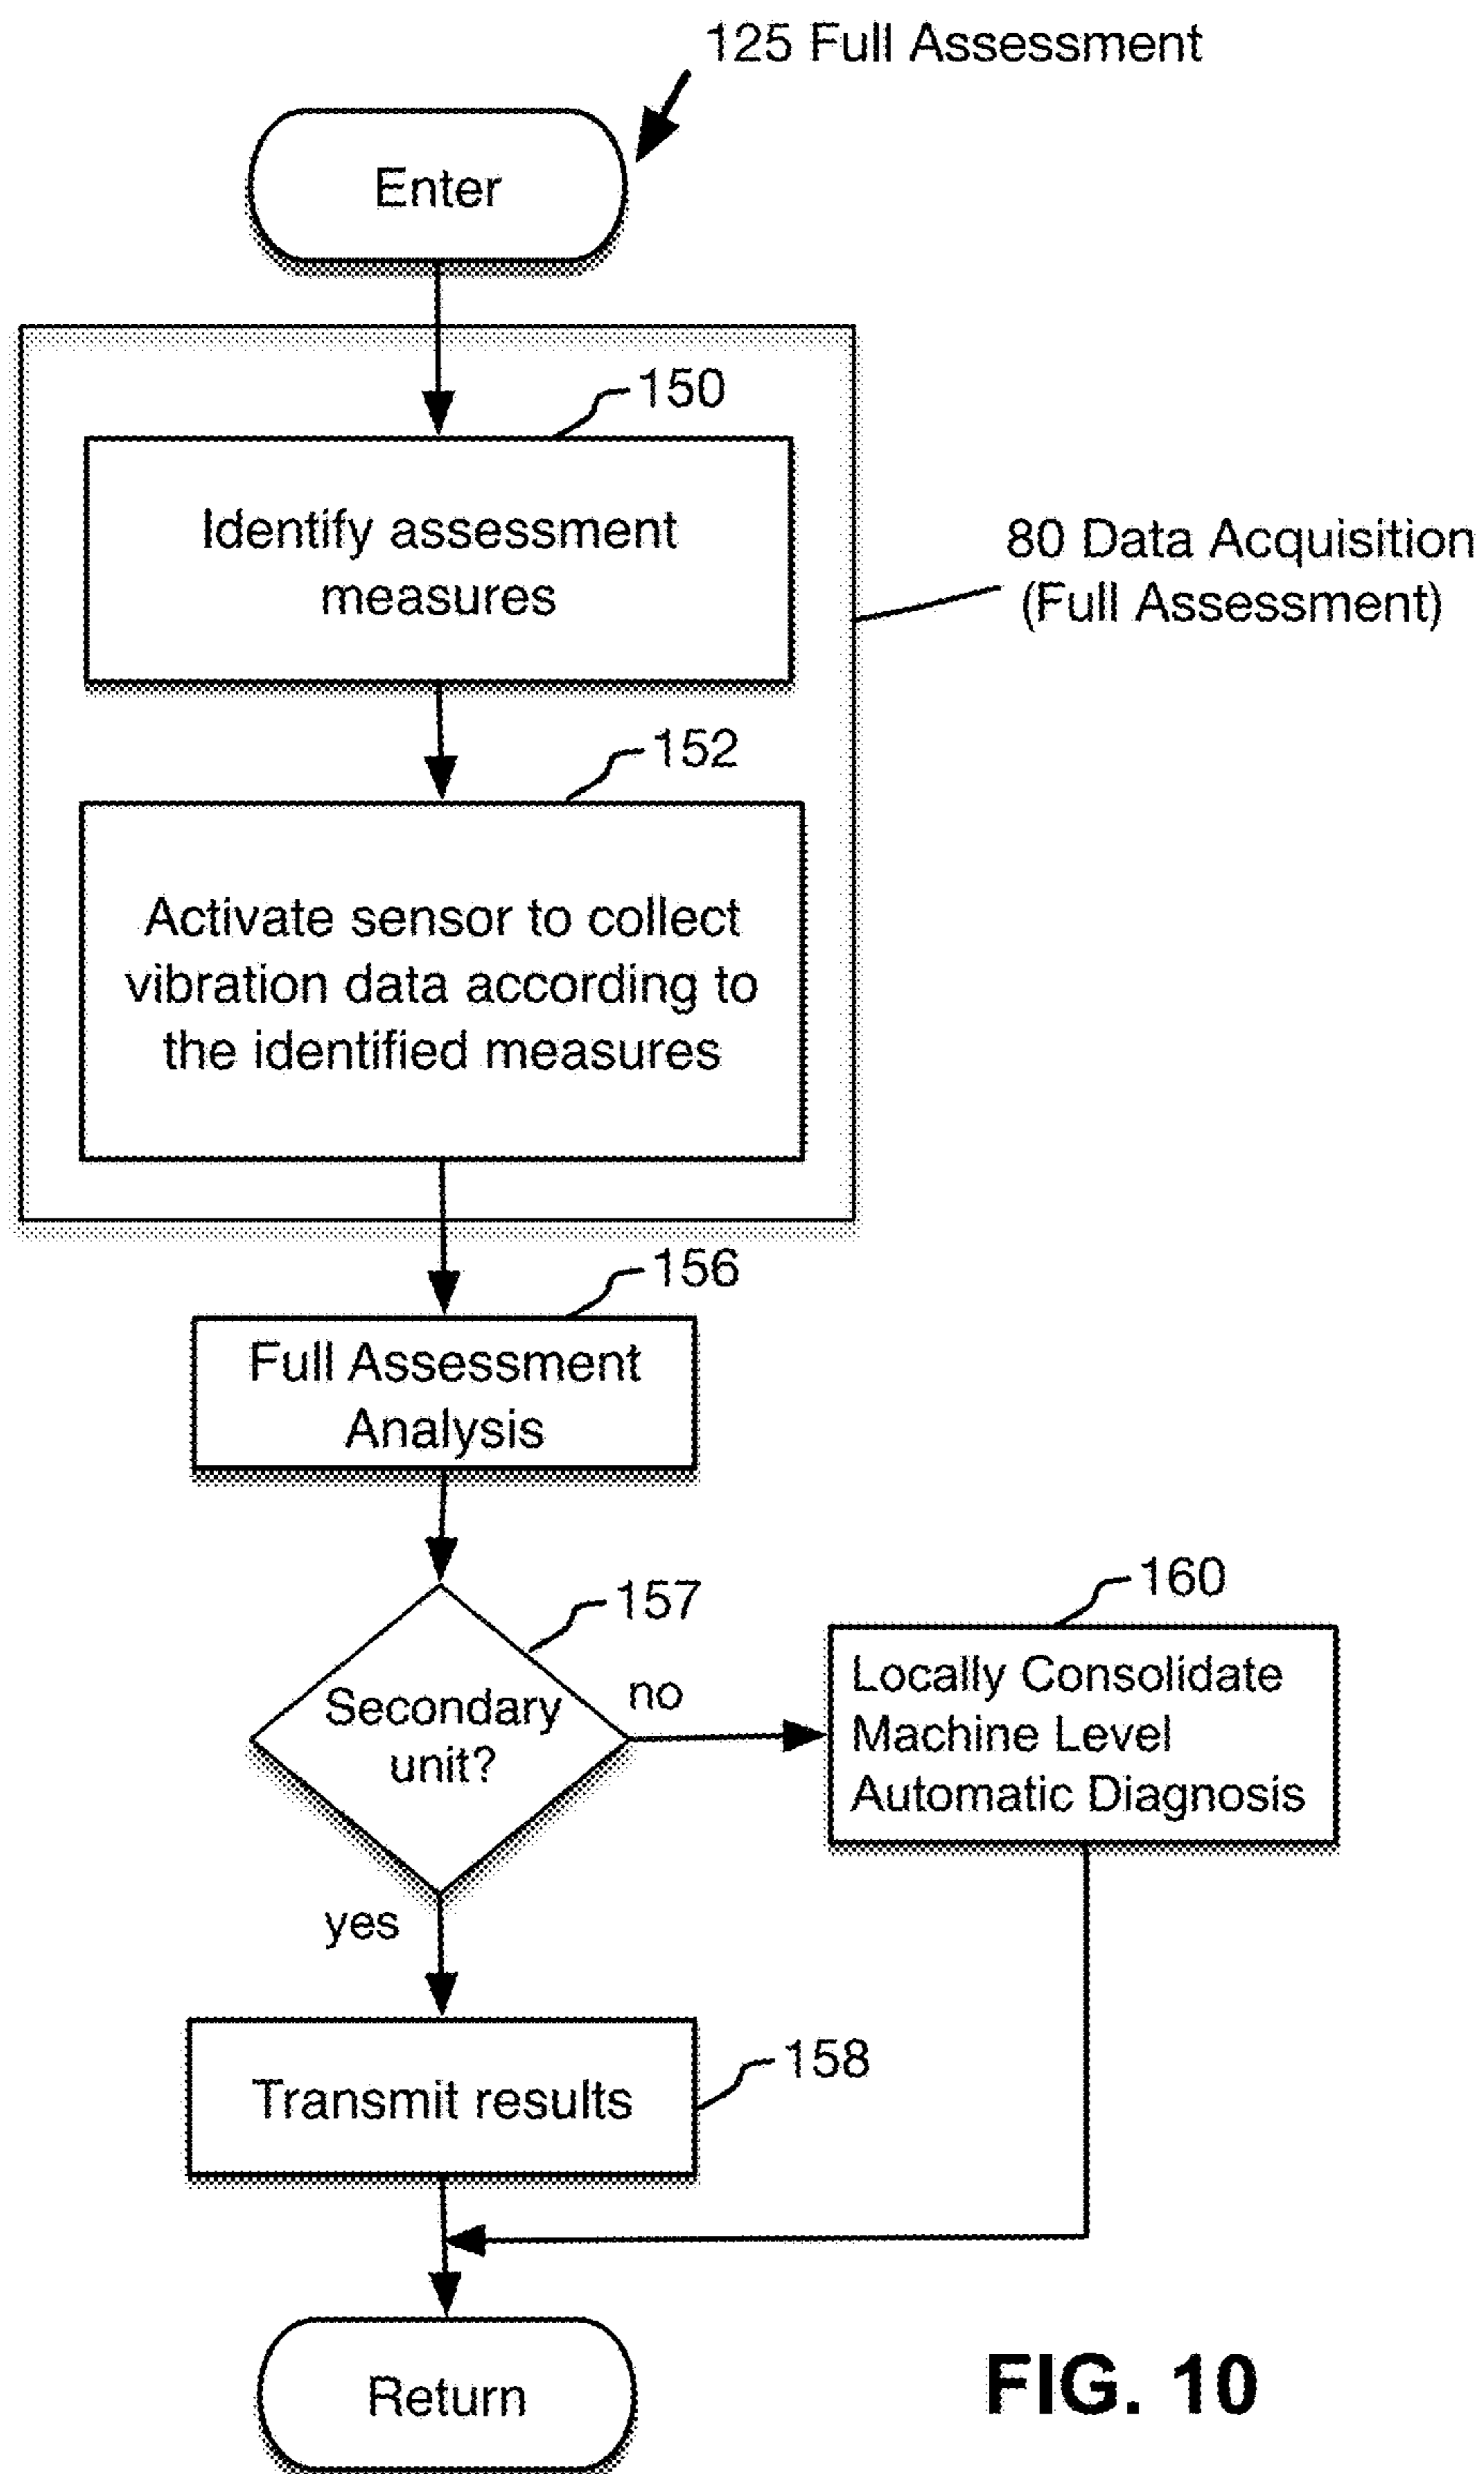 125 Full Assessment
Enter
150
Identify assessment
measures
80 Data Acquisition
(Full Assessment)
152
Activate sensor to collect
vibration data according to
the identified measures
156
Full Assessment
Analysis
157
Secondary
unit?
no
160
Locally Consolidate
Machine Level
Automatic Diagnosis
yes
Transmit results
158
Return
FIG. 10